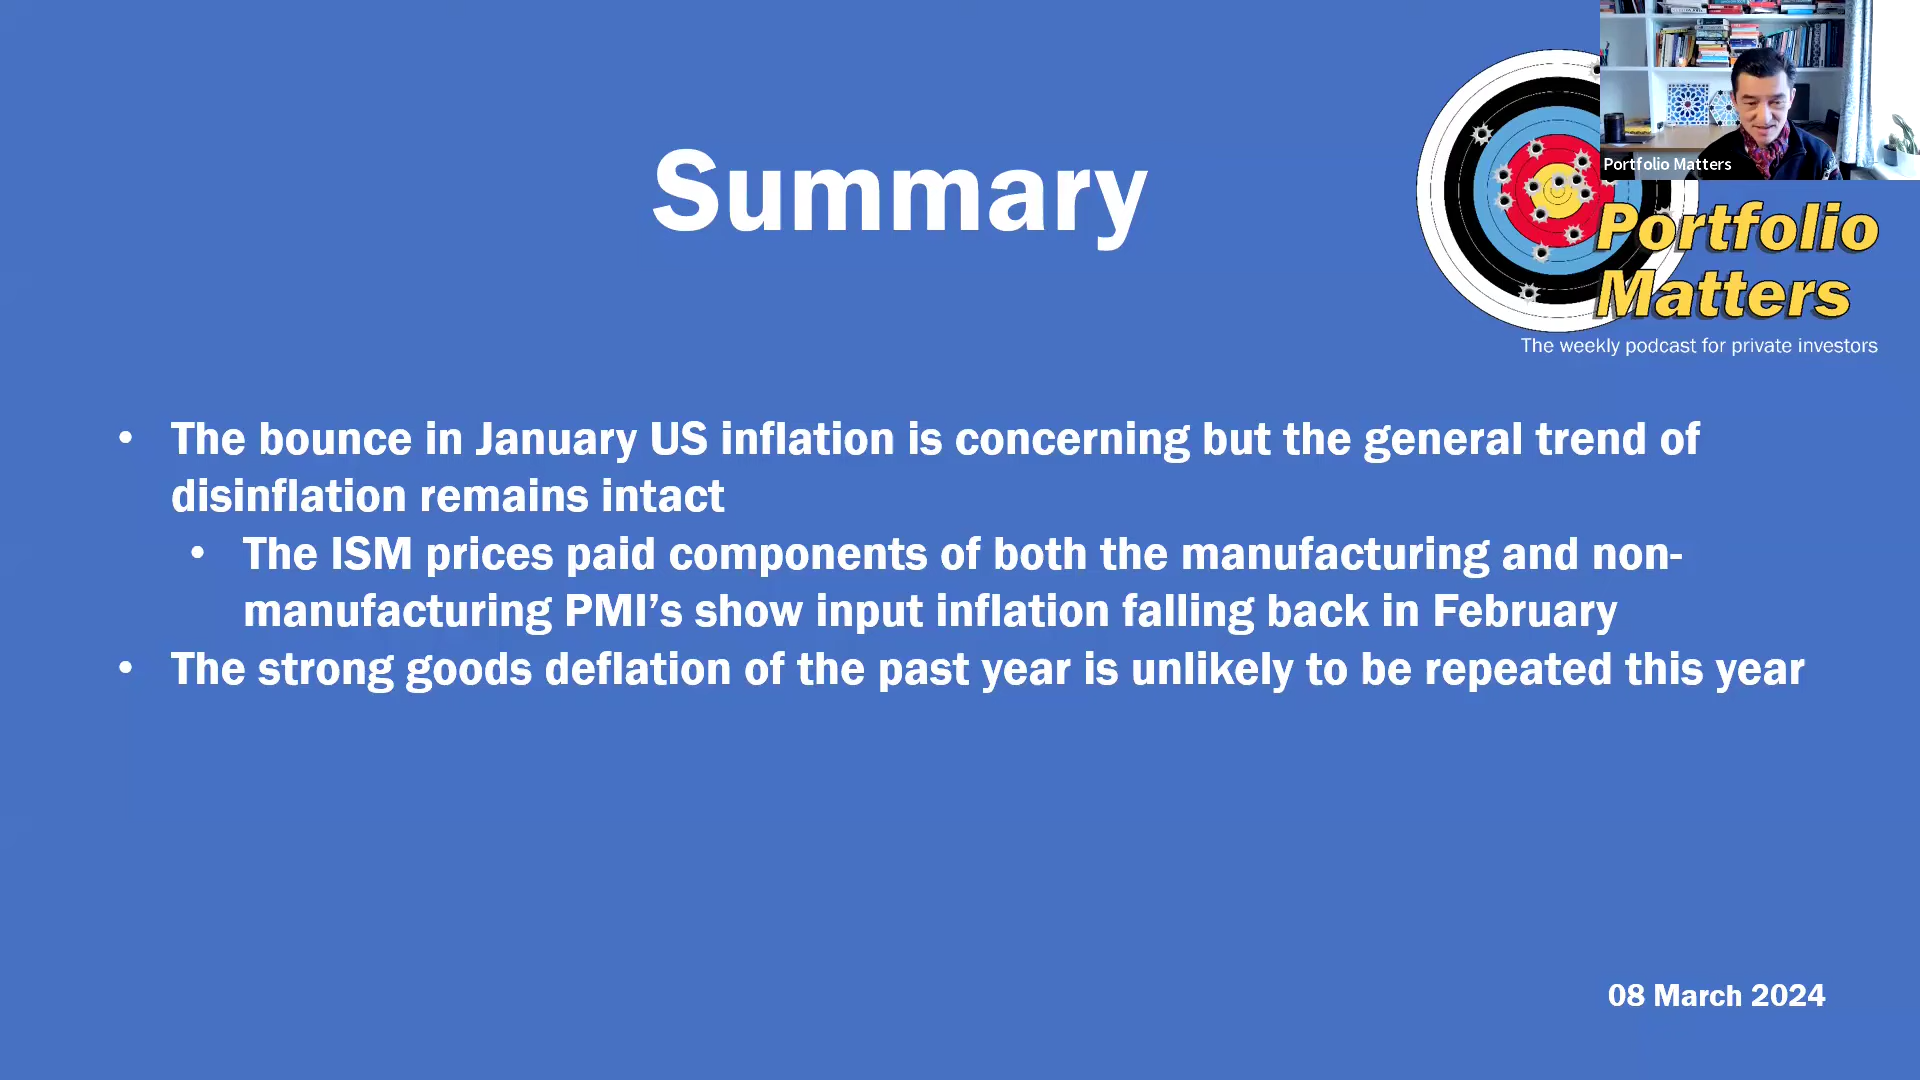 Summary
Portfolio Matters
Portfolio
Matters
The weekly podcast for private investors
• The bounce in January US inflation is concerning but the general trend of
disinflation remains intact
• The ISM prices paid components of both the manufacturing and non-
manufacturing PMI’s show input inflation falling back in February
• The strong goods deflation of the past year is unlikely to be repeated this year
08 March 2024